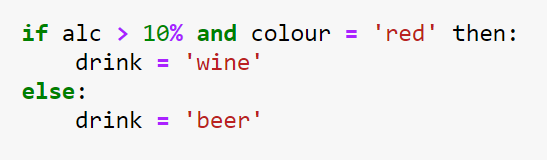 if alc > 10% and colour = 'red' then:
    drink = 'wine'
else:
    drink = 'beer'